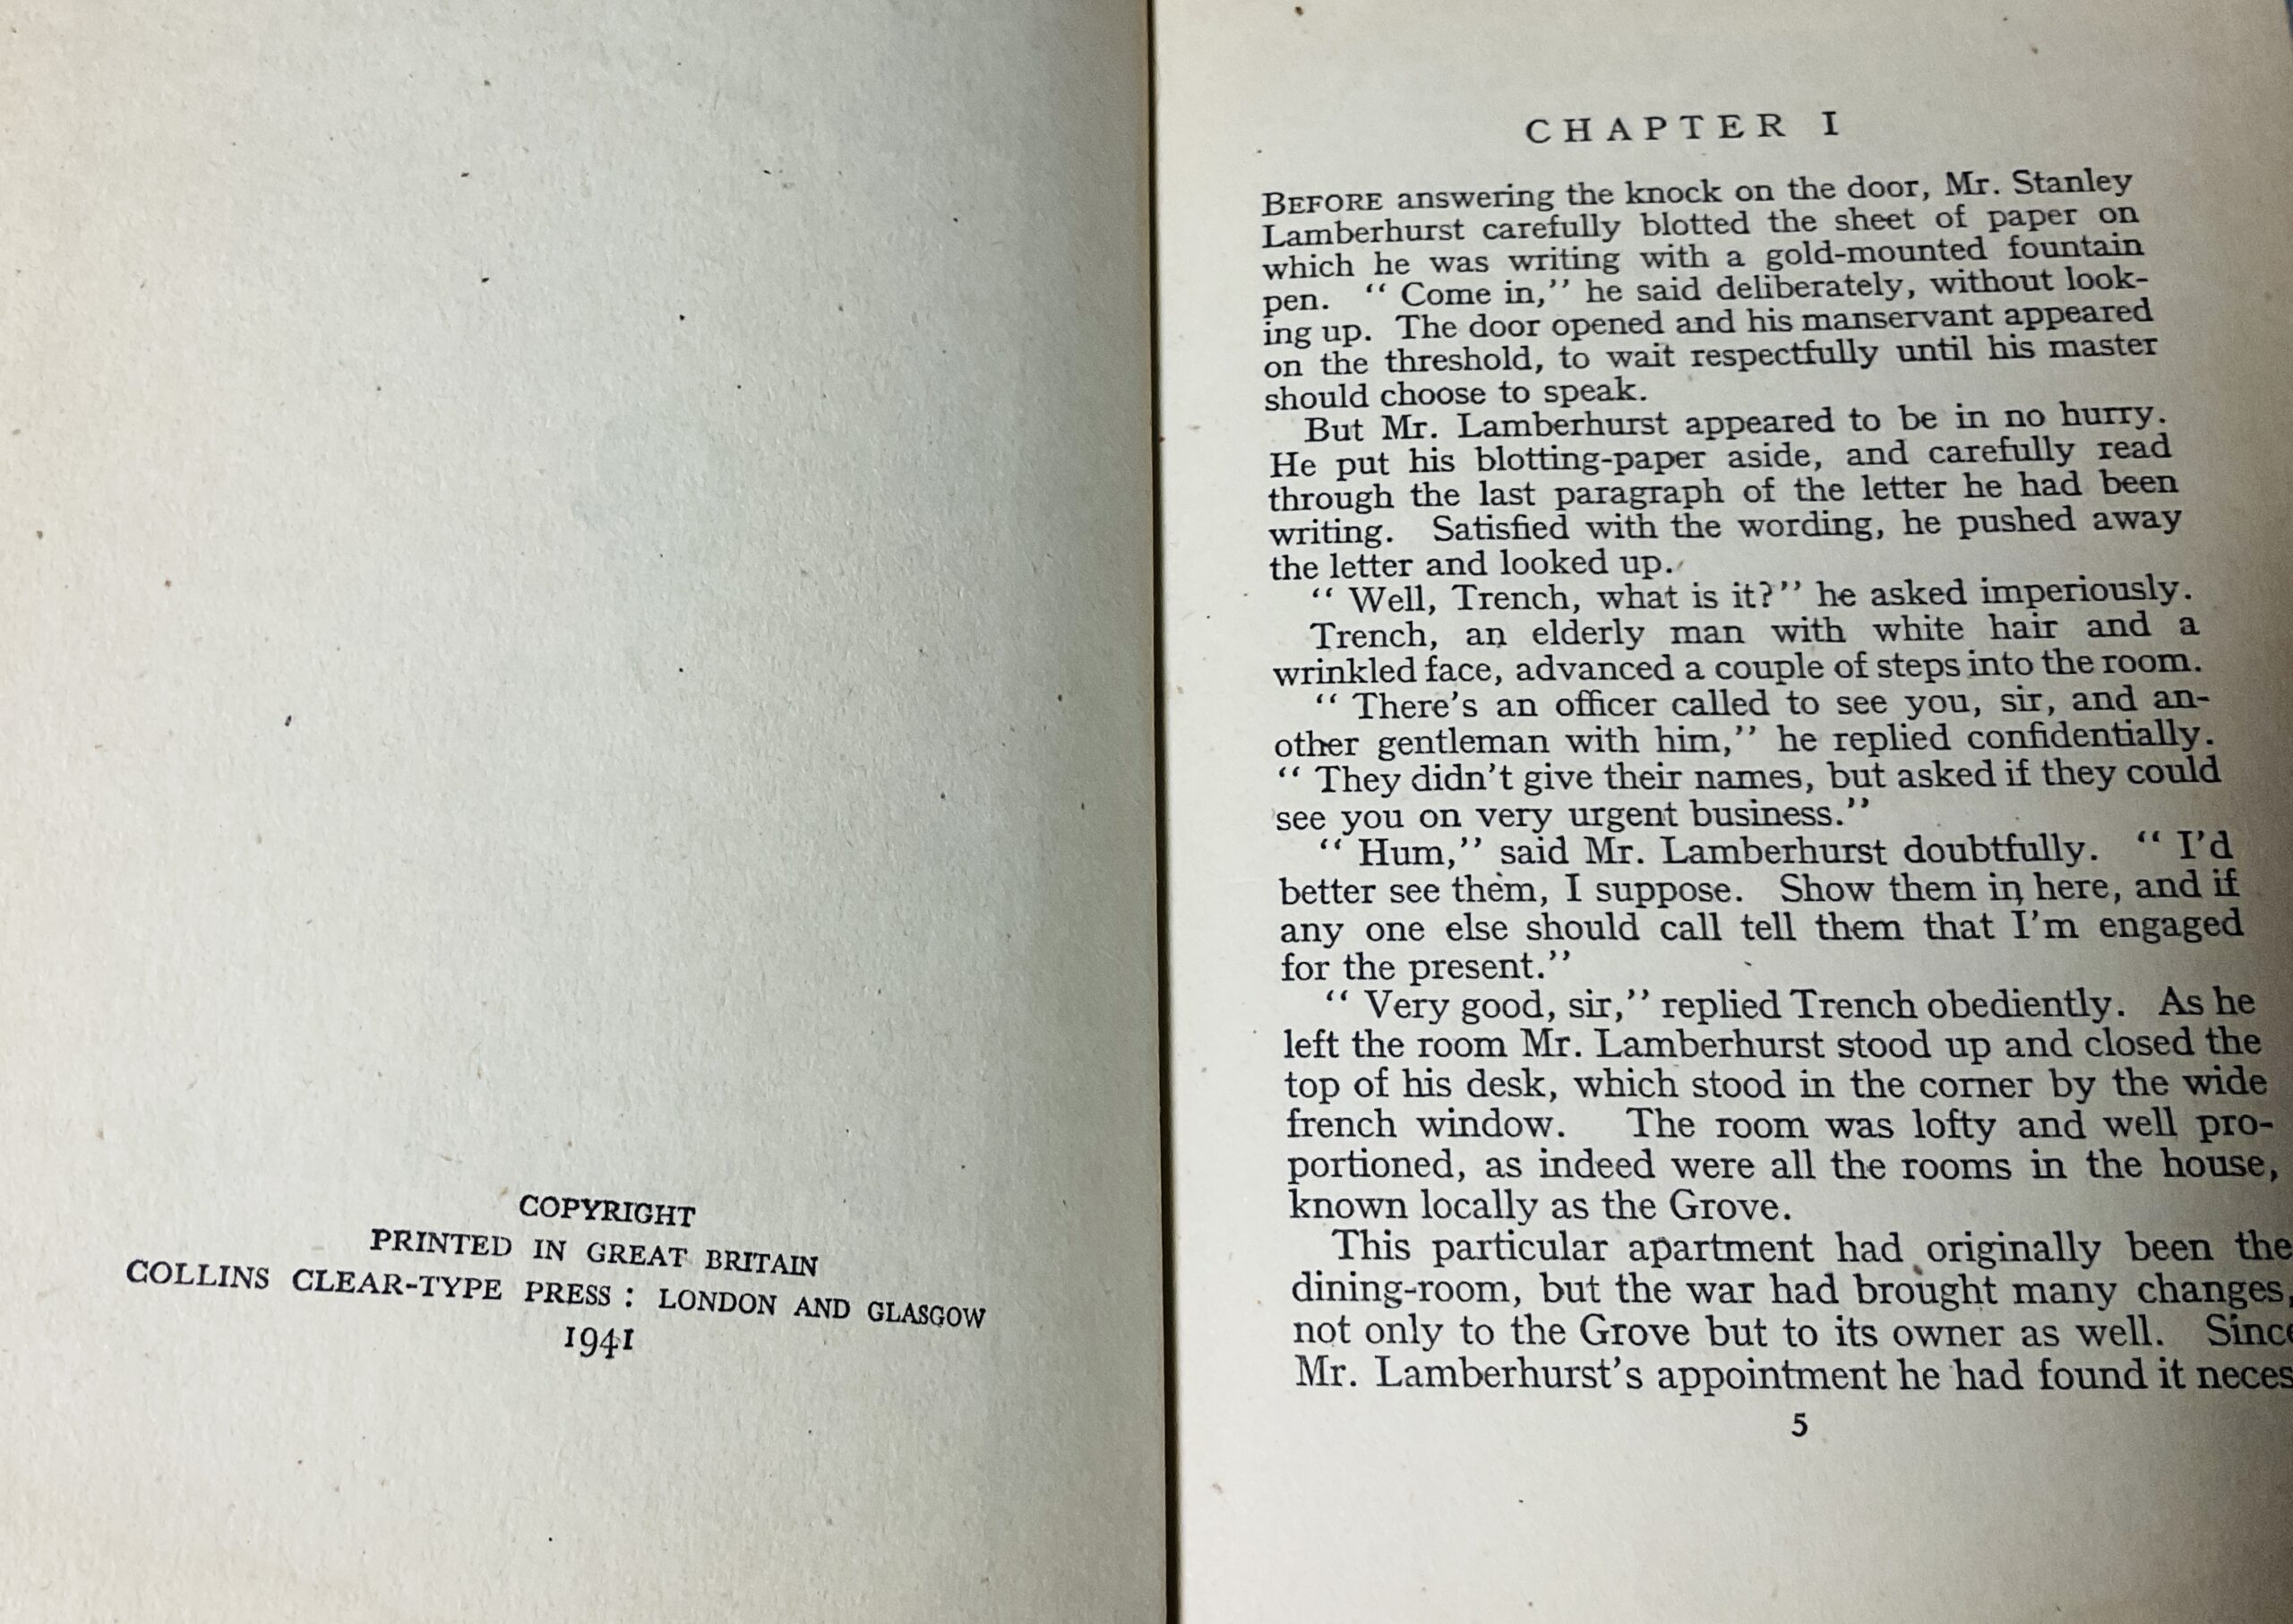 COPYRIGHT
PRINTED IN GREAT BRITAIN
COLLINS CLEAR-TYPE PRESS : LONDON AND GLASGOW
1941
CHAPTER I
BEFORE answering the knock on the door, Mr. Stanley
Lamberhurst carefully blotted the sheet of paper on
which he was writing with a gold-mounted fountain
pen. “ Come in,” he said deliberately, without look-
ing up. The door opened and his manservant appeared
on the threshold, to wait respectfully until his master
should choose to speak.
But Mr. Lamberhurst appeared to be in no hurry.
He put his blotting-paper aside, and carefully read
through the last paragraph of the letter he had been
writing. Satisfied with the wording, he pushed away
the letter and looked up.
“ Well, Trench, what is it?” he asked imperiously.
Trench, an elderly man with white hair and a
wrinkled face, advanced a couple of steps into the room.
“ There’s an officer called to see you, sir, and an-
other gentleman with him,” he replied confidentially.
“ They didn’t give their names, but asked if they could
see you on very urgent business.”
“ Hum,” said Mr. Lamberhurst doubtfully. “ I’d
better see them, I suppose. Show them in here, and if
any one else should call tell them that I’m engaged
for the present.”
“ Very good, sir,” replied Trench obediently. As he
left the room Mr. Lamberhurst stood up and closed the
top of his desk, which stood in the corner by the wide
french window. The room was lofty and well pro-
portioned, as indeed were all the rooms in the house,
known locally as the Grove.
This particular apartment had originally been the
dining-room, but the war had brought many changes,
not only to the Grove but to its owner as well. Since
Mr. Lamberhurst’s appointment he had found it neces
5